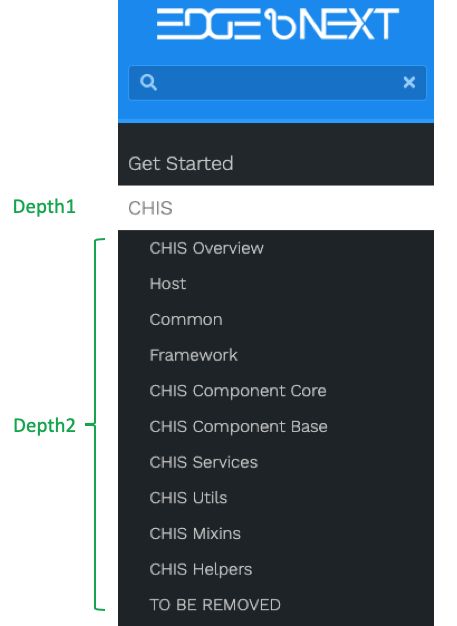 EDGE&NEXT
Get Started
Depth1
CHIS
CHIS Overview
Host
Common
Framework
CHIS Component Core
Depth2
CHIS Component Base
CHIS Services
CHIS Utils
CHIS Mixins
CHIS Helpers
TO BE REMOVED